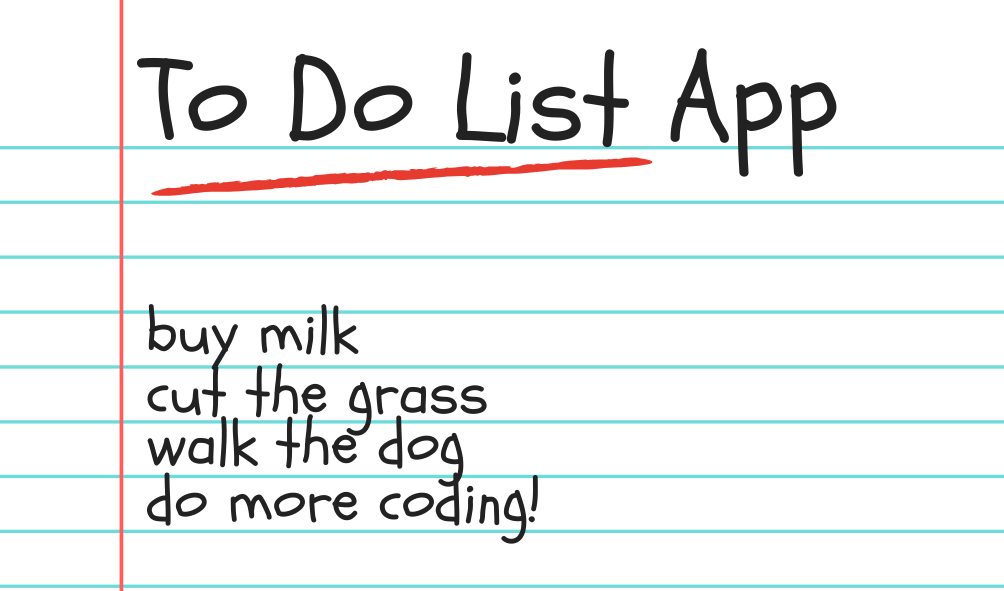 To Do List App
buy milk
cut the grass
walk the dog
do more coding!